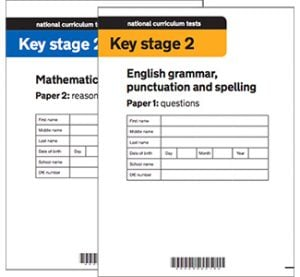 national curriculum tests
Key stage 2
Mathematic
Paper 2: reason
First name
Middle name
Last name
Date of birth Day
School name
DfE number
national curriculum tests
Key stage 2
English grammar,
punctuation and spelling
Paper 1: questions
First name
Middle name
Last name
Date of birth Day Month Year
School name
DfE number